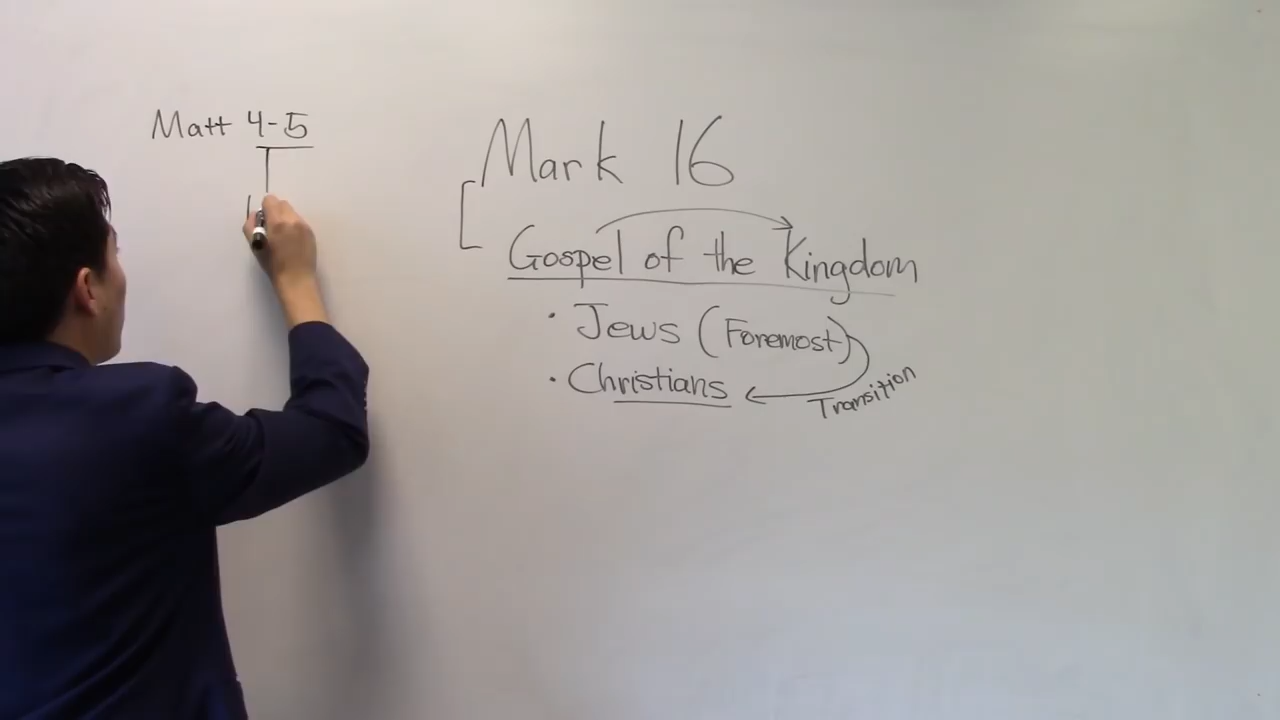 Matt 4-5
Mark 16
Gospel of the Kingdom
· Jews (Foremost)
· Christians
Transition